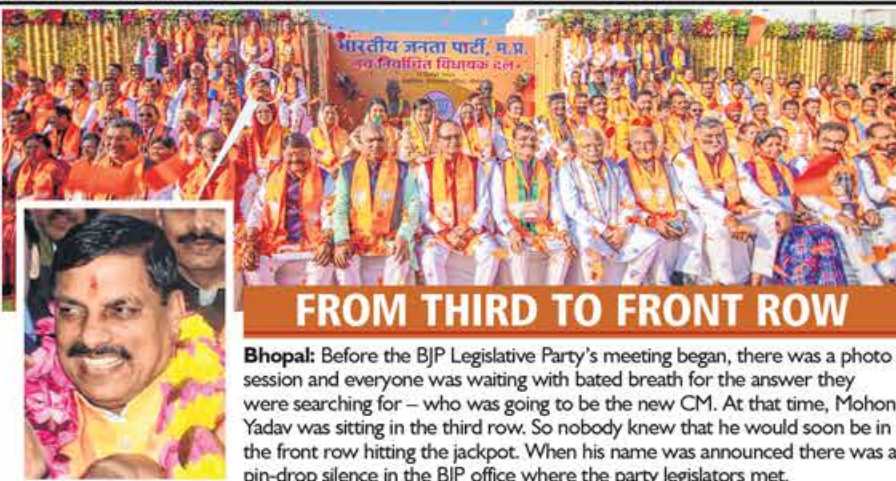 भारतीय जनता पार्टी, म.प्र.
नव निर्वाचित विधायक दल
FROM THIRD TO FRONT ROW
Bhopal: Before the BJP Legislative Party's meeting began, there was a photo
session and everyone was waiting with bated breath for the answer they
were searching for – who was going to be the new CM. At that time, Mohon
Yadav was sitting in the third row. So nobody knew that he would soon be in
the front row hitting the jackpot. When his name was announced there was a
pin-drop silence in the BJP office where the party legislators met.